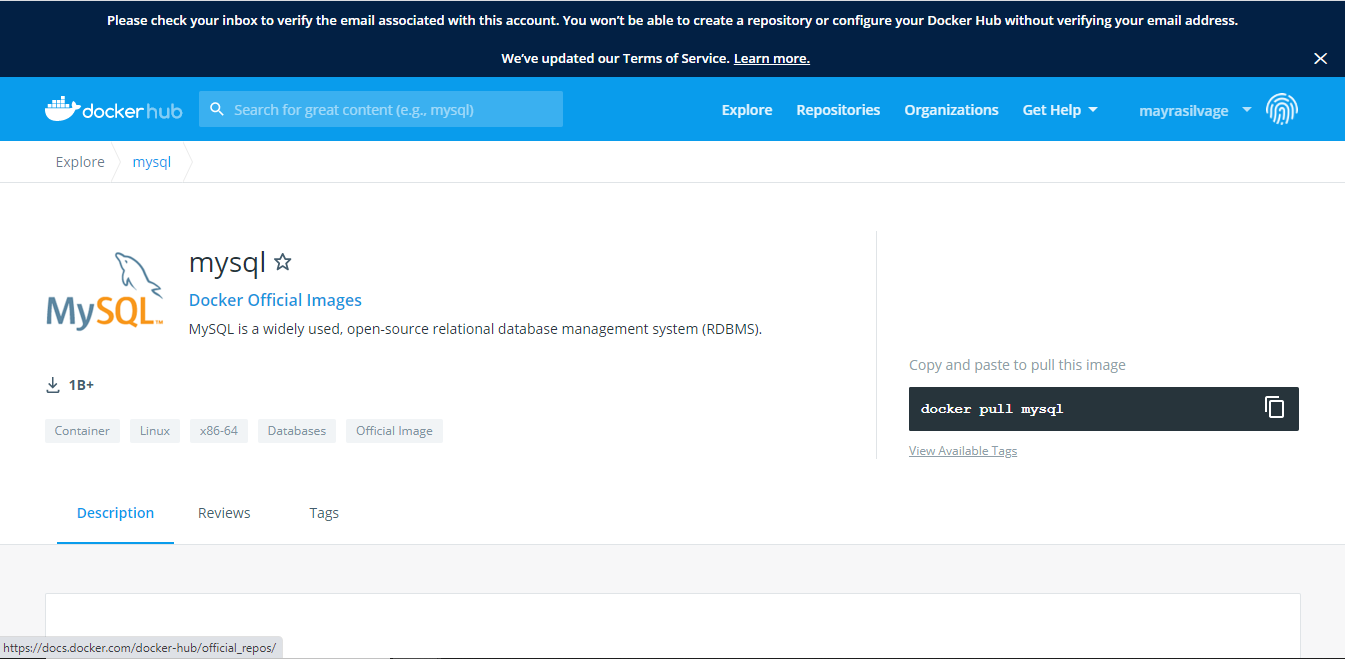 Please check your inbox to verify the email associated with this account. You won’t be able to create a repository or configure your Docker Hub without verifying your email address.
We’ve updated our Terms of Service. Learn more.
docker hub
Search for great content (e.g., mysql)
Explore
Repositories
Organizations
Get Help
mayrasilvage
Explore
mysql
MySQL™
mysql
Docker Official Images
MySQL is a widely used, open-source relational database management system (RDBMS).
1B+
Container
Linux
x86-64
Databases
Official Image
Copy and paste to pull this image
docker pull mysql
View Available Tags
Description
Reviews
Tags
https://docs.docker.com/docker-hub/official_repos/